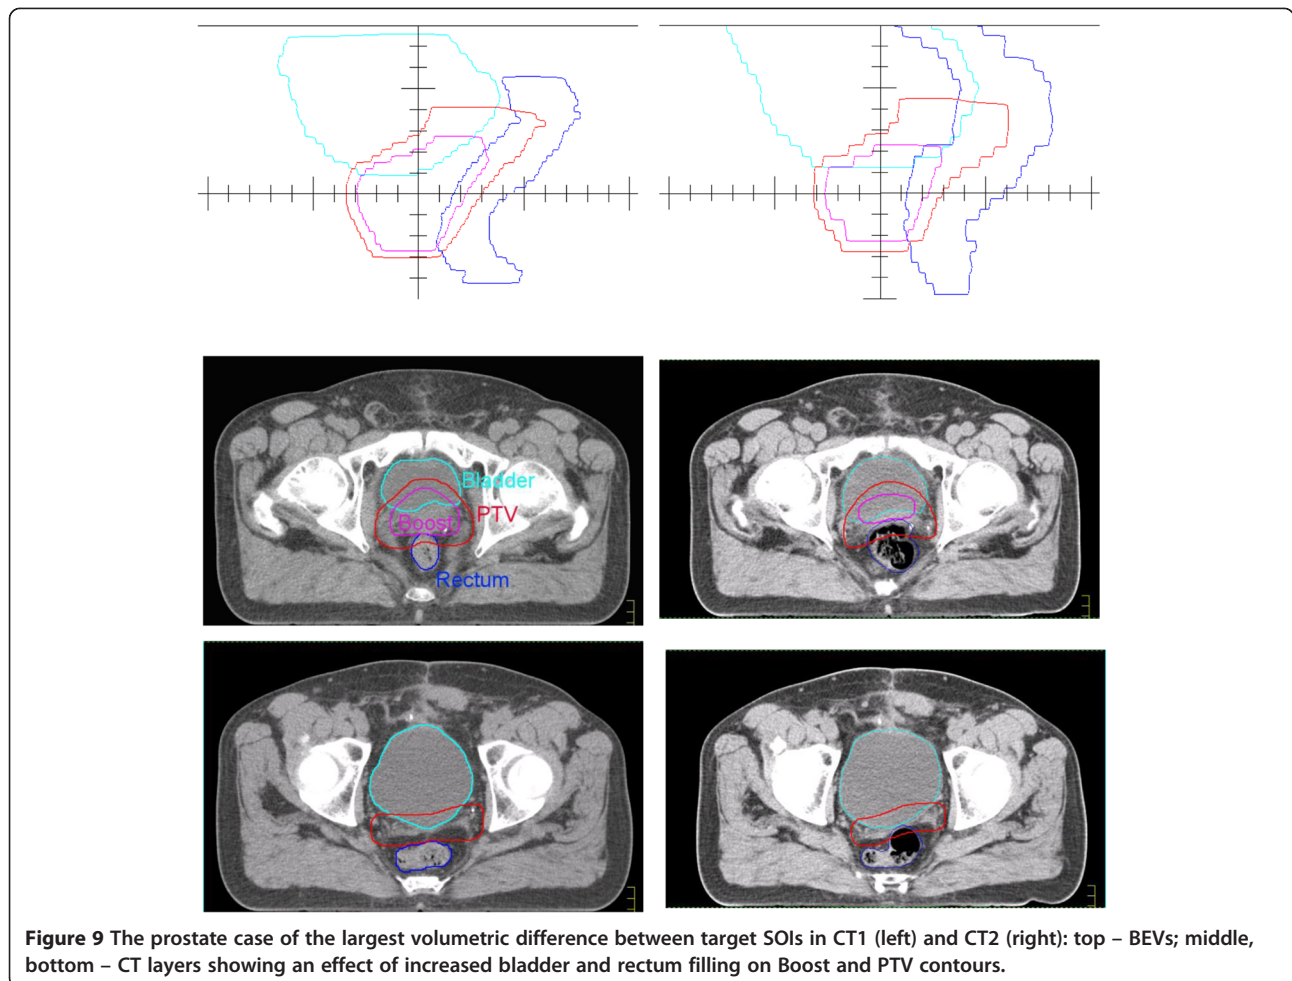 Bladder
PTV
Boost
Rectum
Figure 9 The prostate case of the largest volumetric difference between target SOIs in CT1 (left) and CT2 (right): top – BEVs; middle,
bottom – CT layers showing an effect of increased bladder and rectum filling on Boost and PTV contours.